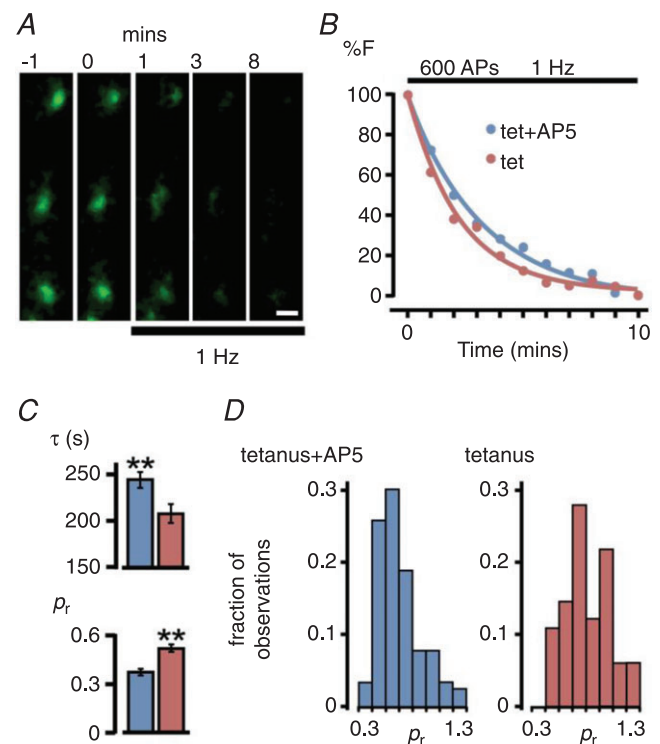 A
mins
-1 0 1 3 8
1 Hz
B
%F
600 APs 1 Hz
100
80
60
40
20
0
tet+AP5
tet
0 10
Time (mins)
C
τ (s)
250
200
150
**
pr
0.6
0.3
0
**
D
tetanus+AP5 tetanus
fraction of
observations
0.3
0.2
0.1
0
0.3 pr 1.3
0.3
0.2
0.1
0
0.3 pr 1.3